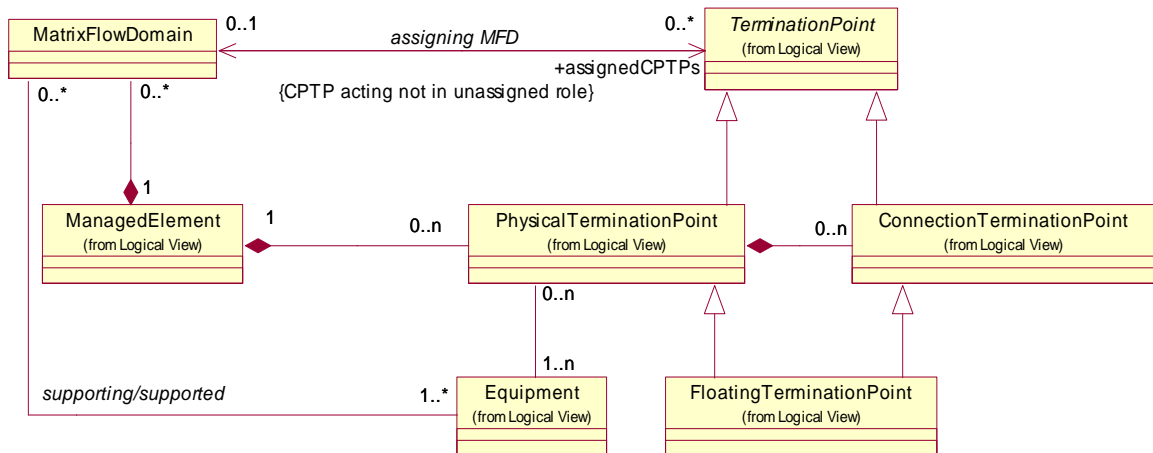 MatrixFlowDomain
0..1
assigning MFD
0..*
TerminationPoint
(from Logical View)
+assignedCPTPs
{CPTP acting not in unassigned role}
0..*
0..*
1
ManagedElement
(from Logical View)
1
0..n
PhysicalTerminationPoint
(from Logical View)
0..n
ConnectionTerminationPoint
(from Logical View)
0..n
1..n
supporting/supported
1..*
Equipment
(from Logical View)
FloatingTerminationPoint
(from Logical View)